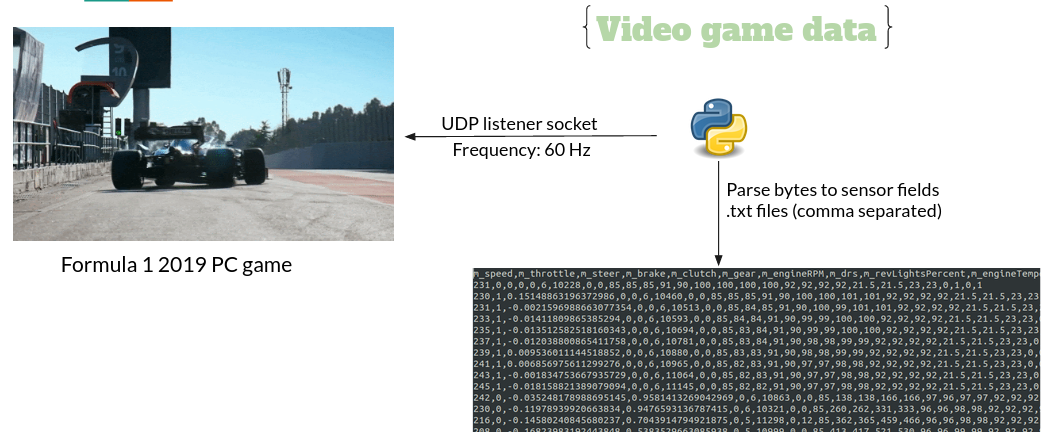 {Video game data}
UDP listener socket
Frequency: 60 Hz
Parse bytes to sensor fields
.txt files (comma separated)
Formula 1 2019 PC game
m_speed,m_throttle,m_steer,m_brake,m_clutch,m_gear,m_engineRPM,m_drs,m_revLightsPercent,m_engineTempe
231,0,0,0,0,6,10228,0,0,85,85,85,91,90,100,100,100,100,92,92,92,92,21.5,21.5,23,23,0,1,0,1
230,1,0.15148863196372986,0,0,6,10460,0,0,85,85,85,91,90,100,100,101,101,92,92,92,92,21.5,21.5,23,23
231,1,-0.0021596988663077354,0,0,6,10513,0,0,85,84,85,91,90,100,99,101,101,92,92,92,92,21.5,21.5,23,
233,1,-0.01411809865385294,0,0,6,10593,0,0,85,84,84,91,90,99,99,100,100,92,92,92,92,21.5,21.5,23,23,
235,1,-0.013512582518160343,0,0,6,10694,0,0,85,83,84,91,90,99,99,100,100,92,92,92,92,21.5,21.5,23,23
237,1,-0.012038800865411758,0,0,6,10781,0,0,85,83,84,91,90,98,98,99,99,92,92,92,92,21.5,21.5,23,23,0
239,1,0.009536011144518852,0,0,6,10880,0,0,85,83,83,91,90,98,98,99,99,92,92,92,92,21.5,21.5,23,23,0,
241,1,0.006856975611299276,0,0,6,10965,0,0,85,82,83,91,90,97,97,98,98,92,92,92,92,21.5,21.5,23,23,0,
243,1,-0.0018347536679357​29,0,0,6,11064,0,0,85,82,83,91,90,97,97,98,98,92,92,92,92,21.5,21.5,23,23,
245,1,-0.018158821389079094,0,0,6,11145,0,0,85,82,82,91,90,97,97,98,98,92,92,92,92,21.5,21.5,23,23,0
242,0,-0.035248178988695145,0.9581413269042969,0,6,10863,0,0,85,138,138,166,166,97,96,97,97,92,92,92
230,0,-0.11978939920663834,0.9476593136787415,0,6,10321,0,0,85,260,262,331,333,96,96,98,98,92,92,92,
216,0,-0.14580240845680237,0.7043914794921875,0,5,11298,0,12,85,362,365,459,466,96,96,98,98,92,92,92